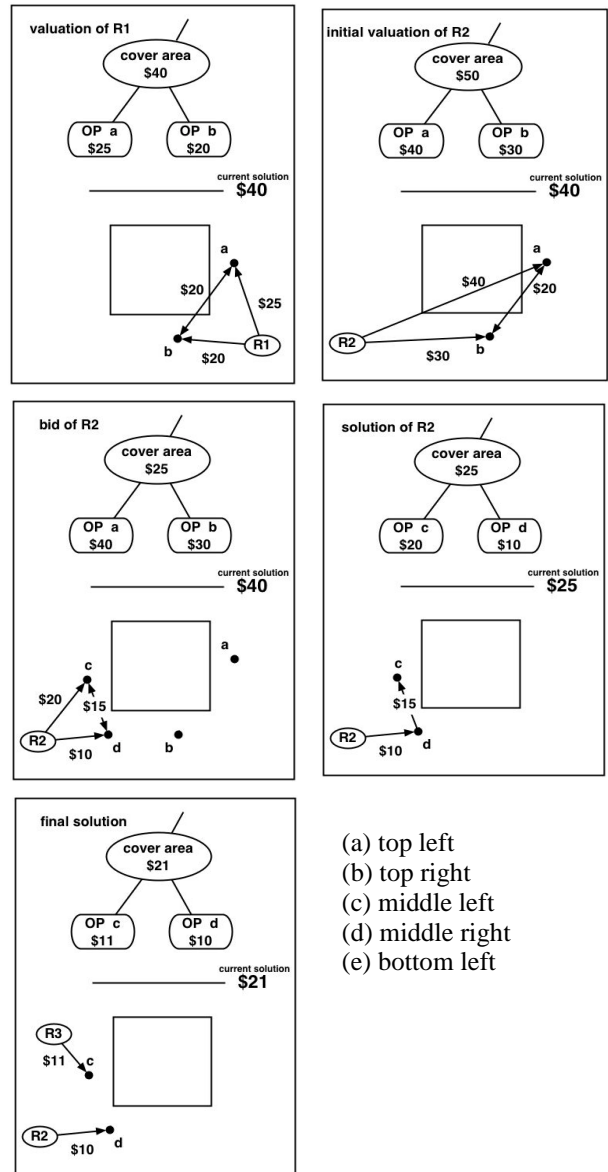 valuation of R1
cover area
$40
OP a
$25
OP b
$20
current solution
$40
a
$20
$25
b
$20
R1
initial valuation of R2
cover area
$50
OP a
$40
OP b
$30
current solution
$40
a
$40
$20
R2
b
$30
bid of R2
cover area
$25
OP a
$40
OP b
$30
current solution
$40
a
c
$20
$15
R2
$10
d
b
solution of R2
cover area
$25
OP c
$20
OP d
$10
current solution
$25
c
$15
R2
$10
d
final solution
cover area
$21
OP c
$11
OP d
$10
current solution
$21
R3
$11
c
R2
$10
d
(a) top left
(b) top right
(c) middle left
(d) middle right
(e) bottom left